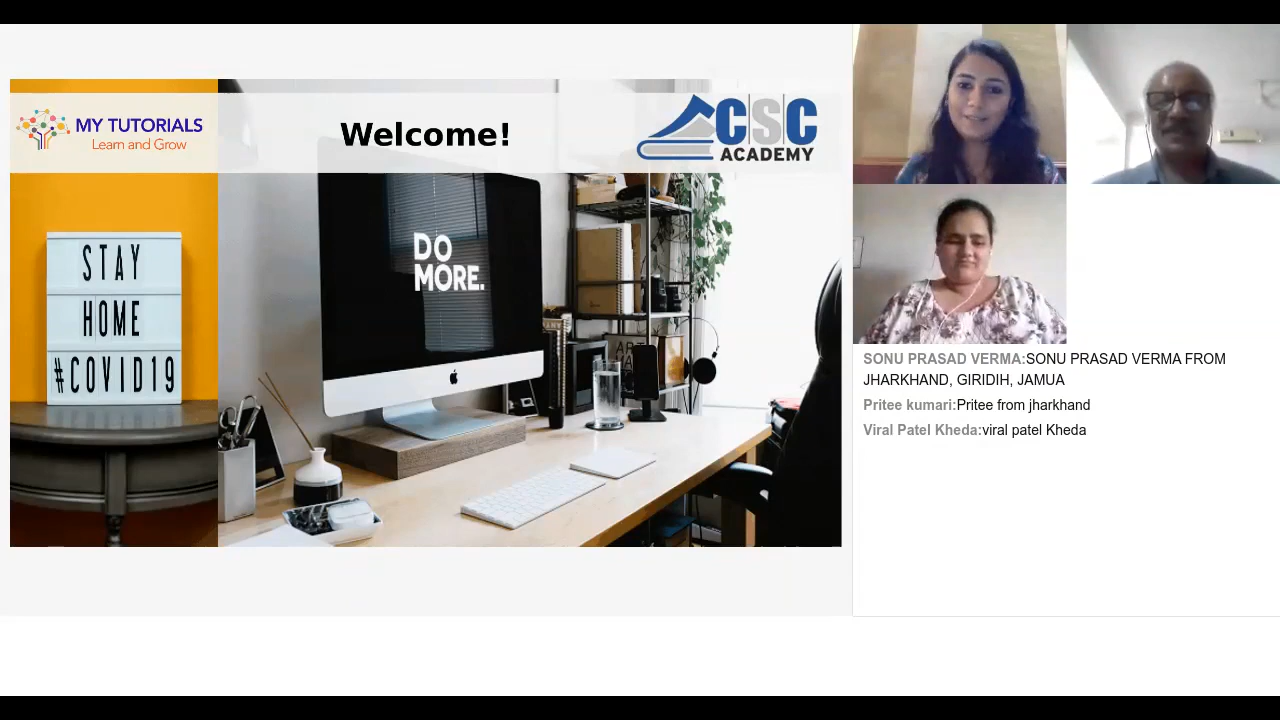 MY TUTORIALS
Learn and Grow
Welcome!
CSC
ACADEMY
STAY
HOME
#COVID19
DO
MORE.
SONU PRASAD VERMA:SONU PRASAD VERMA FROM
JHARKHAND, GIRIDIH, JAMUA
Pritee kumari:Pritee from jharkhand
Viral Patel Kheda:viral patel Kheda